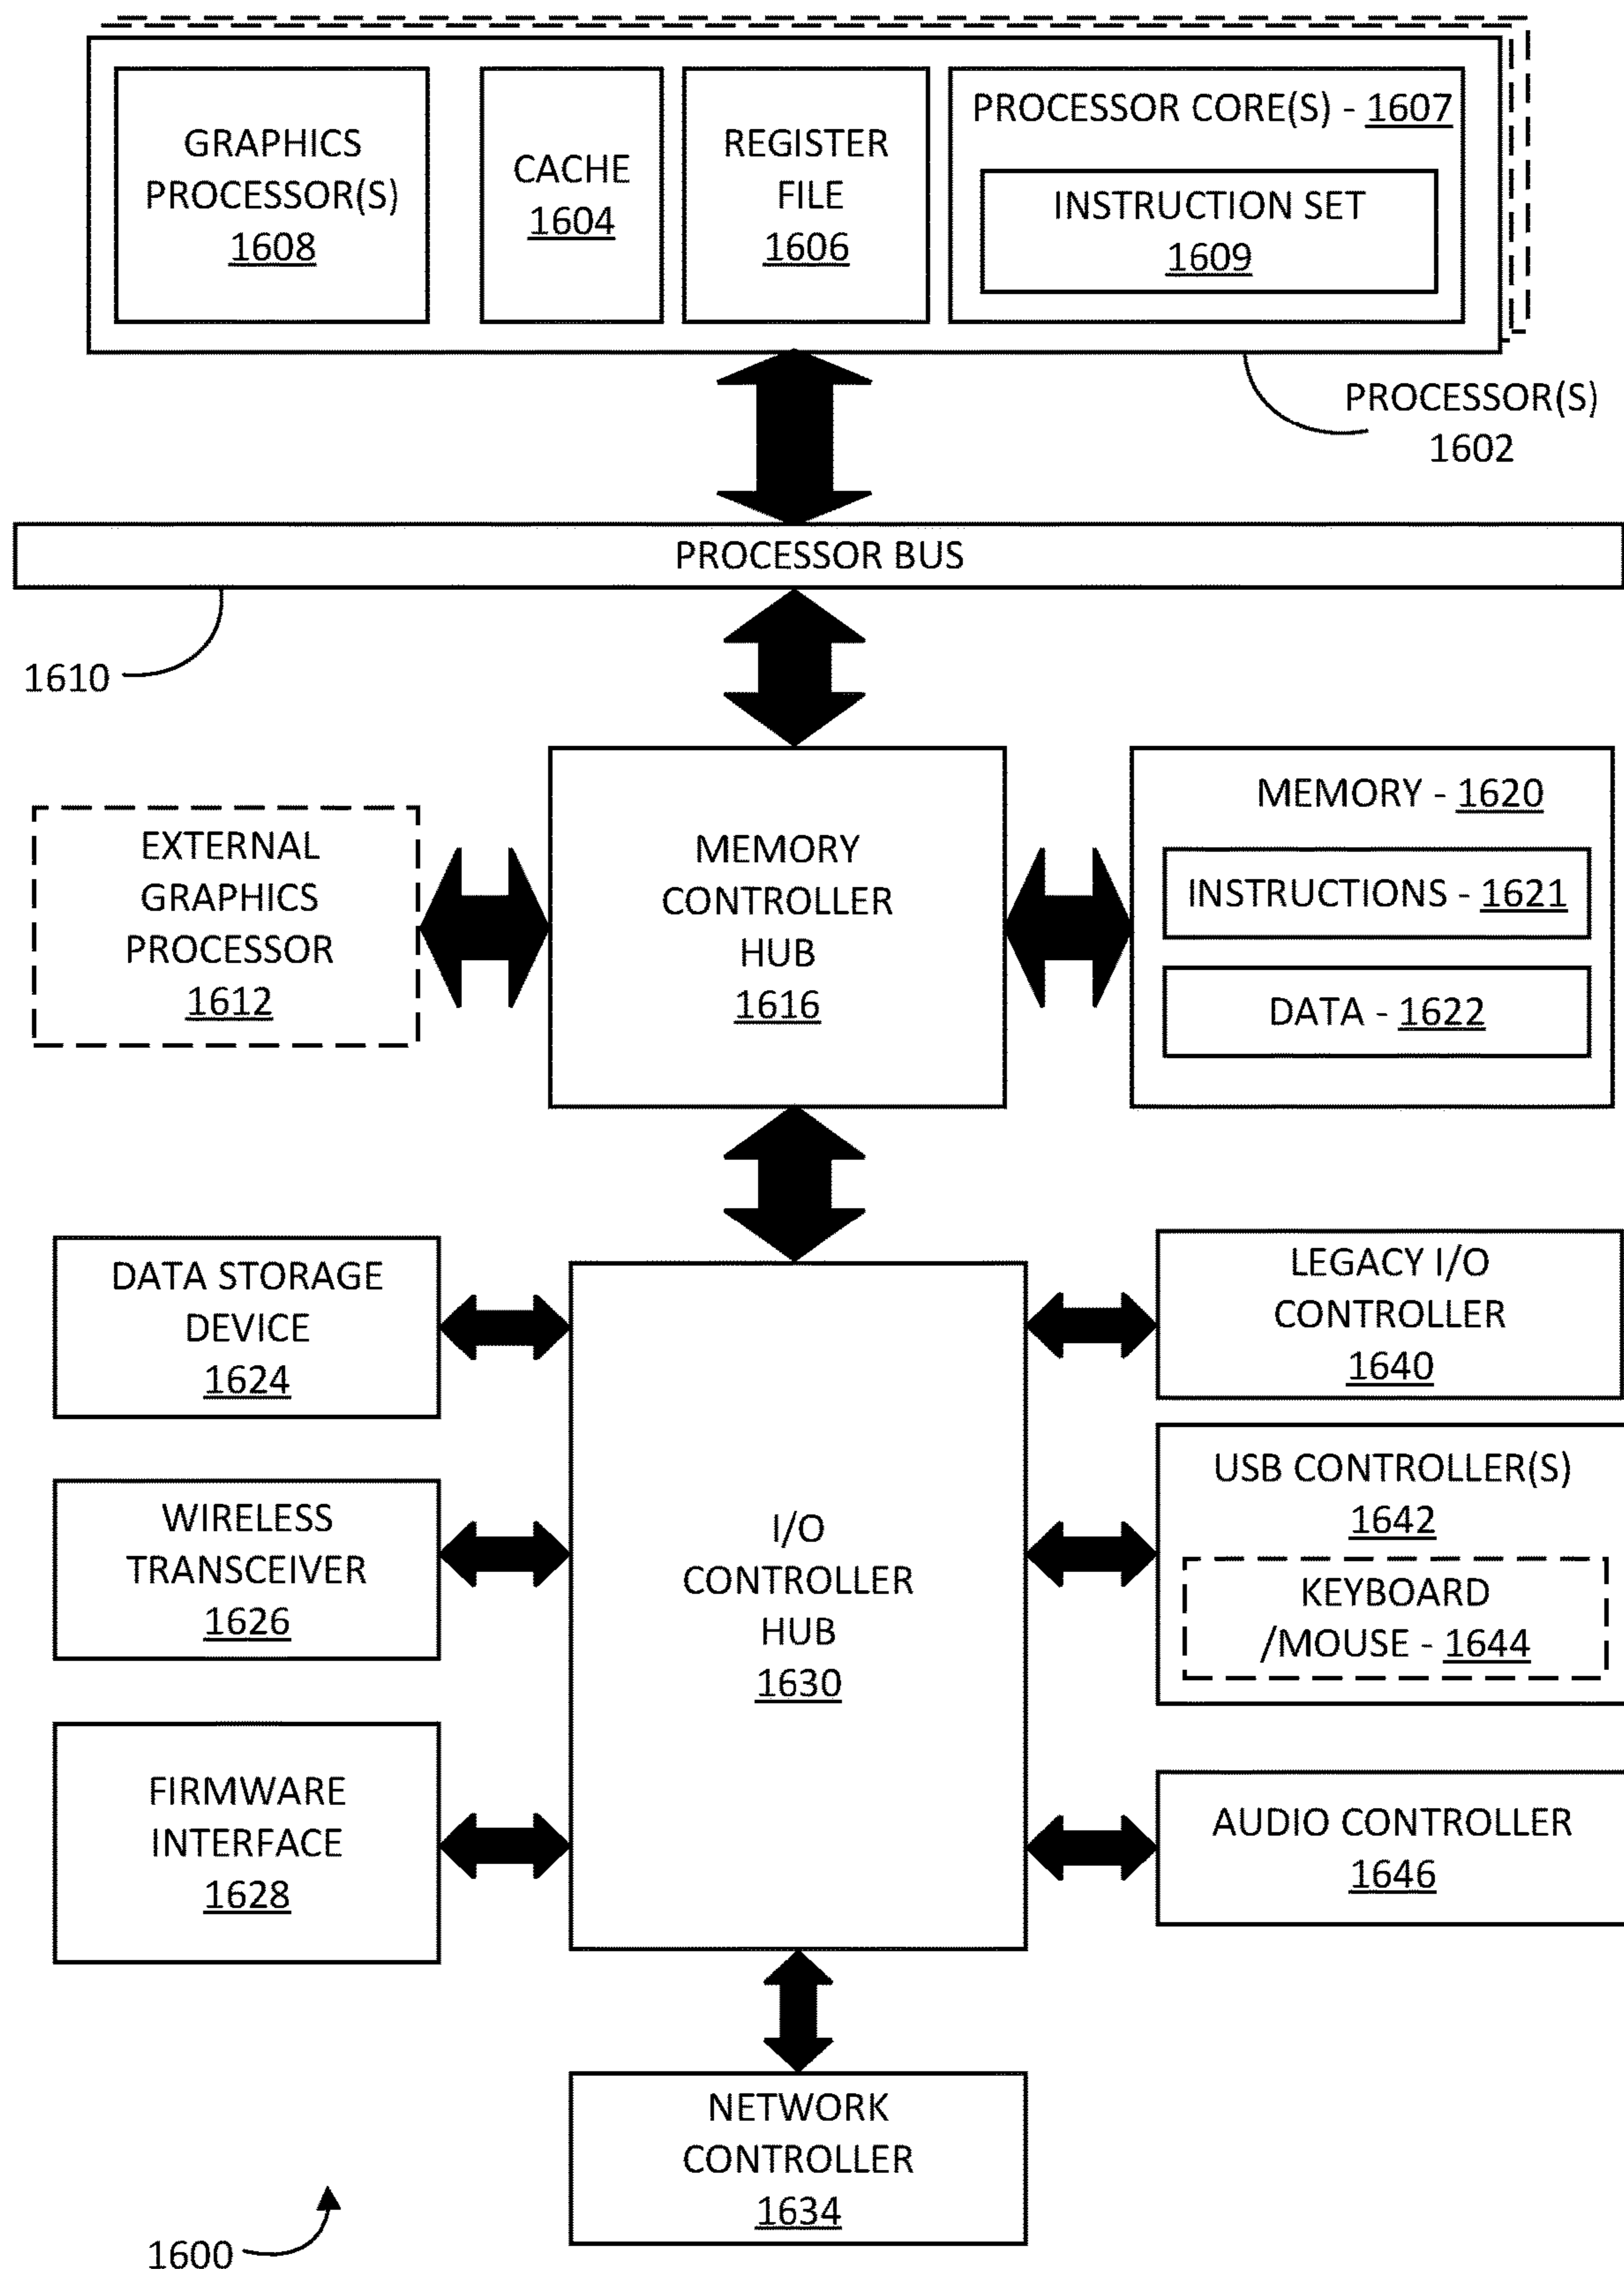 GRAPHICS
PROCESSOR(S)
1608
CACHE
1604
REGISTER
FILE
1606
PROCESSOR CORE(S) - 1607
INSTRUCTION SET
1609
PROCESSOR(S)
1602
PROCESSOR BUS
1610
EXTERNAL
GRAPHICS
PROCESSOR
1612
MEMORY
CONTROLLER
HUB
1616
MEMORY - 1620
INSTRUCTIONS - 1621
DATA - 1622
DATA STORAGE
DEVICE
1624
WIRELESS
TRANSCEIVER
1626
FIRMWARE
INTERFACE
1628
I/O
CONTROLLER
HUB
1630
LEGACY I/O
CONTROLLER
1640
USB CONTROLLER(S)
1642
KEYBOARD
/MOUSE - 1644
AUDIO CONTROLLER
1646
NETWORK
CONTROLLER
1634
1600